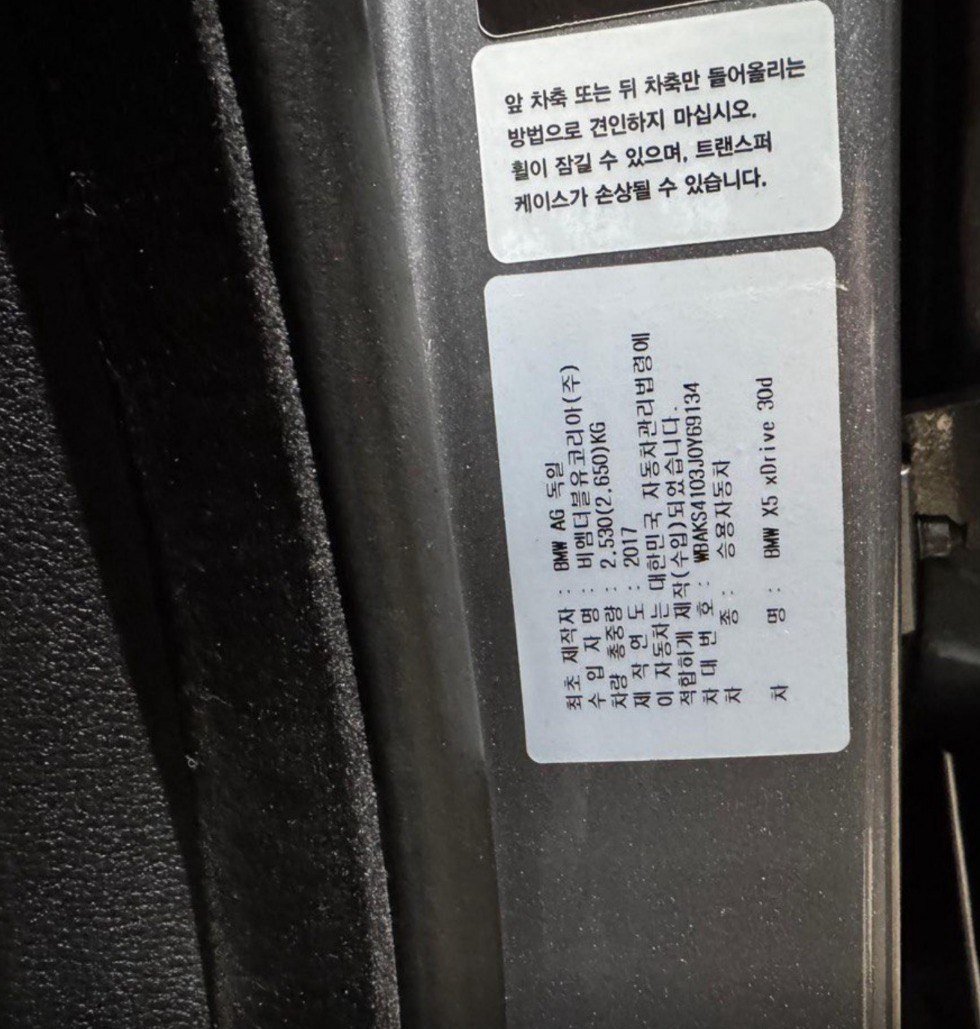 앞 차축 또는 뒤 차축만 들어올리는
방법으로 견인하지 마십시오.
휠이 잠길 수 있으며, 트랜스퍼
케이스가 손상될 수 있습니다.
최초 제작자 : BMW AG 독일
수 입 자 명 : 비엠더블유코리아(주)
차량 총중량 : 2,530(2,650)KG
제 작 연 도 : 2017
이 자동차는 대한민국 자동차관리법령에
적합하게 제작(수입)되었습니다.
차 대 번 호 : WBAKS4103J0Y69134
차 종 : 승용자동차
차 명 : BMW X5 xDrive 30d